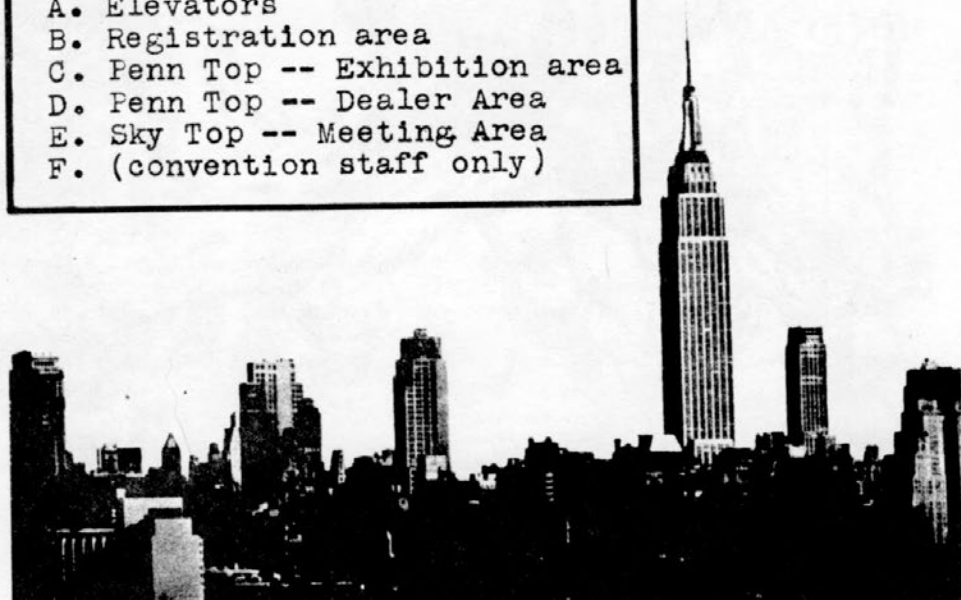 A. Elevators
B. Registration area
C. Penn Top -- Exhibition area
D. Penn Top -- Dealer Area
E. Sky Top -- Meeting Area
F. (convention staff only)